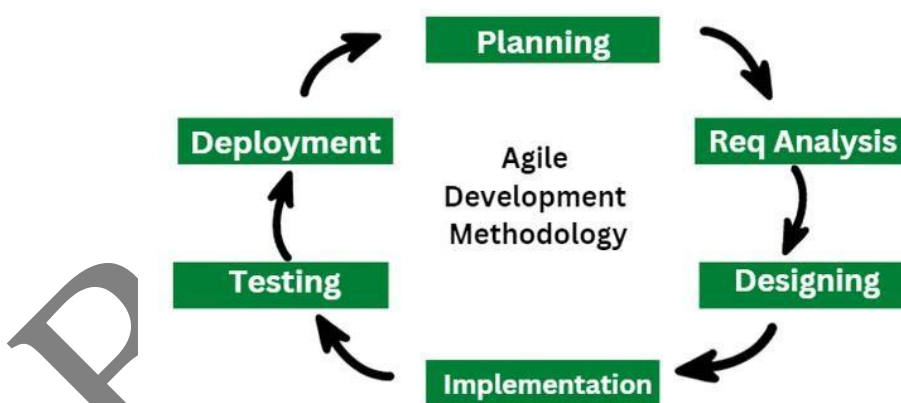 Planning
Req Analysis
Designing
Implementation
Testing
Deployment
Agile
Development
Methodology
P